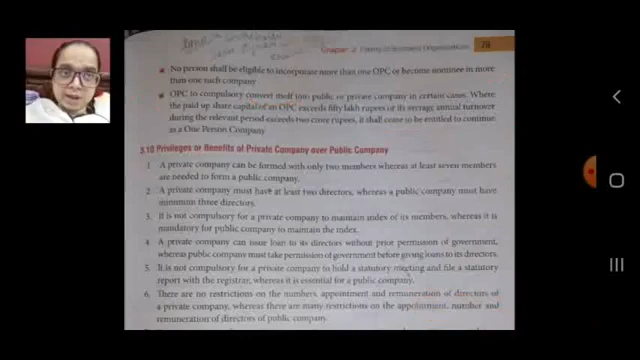 Chapter 3 Forms of Business Organisation 79
No person shall be eligible to incorporate more than one OPC or become nominee in more
than one such company
OPC to compulsory convert itself into public or private company in certain cases. Where
the paid up share capital of an OPC exceeds fifty lakh rupees or its average annual turnover
during the relevant period exceeds two crore rupees, it shall cease to be entitled to continue
as a One Person Company
3.10 Privileges or Benefits of Private Company over Public Company
1 A private company can be formed with only two members whereas at least seven members
are needed to form a public company.
2 A private company must have at least two directors, whereas a public company must have
minimum three directors.
3. It is not compulsory for a private company to maintain index of its members, whereas it is
mandatory for public company to maintain the index.
4 A private company can issue loan to its directors without prior permission of government,
whereas public company must take permission of government before giving loans to its directors.
5. It is not compulsory for a private company to hold a statutory meeting and file a statutory
report with the registrar, whereas it is essential for a public company.
6. There are no restrictions on the numbers, appointment and remuneration of directors of
a private company, whereas there are many restrictions on the appointment, number and
remuneration of directors of public company.